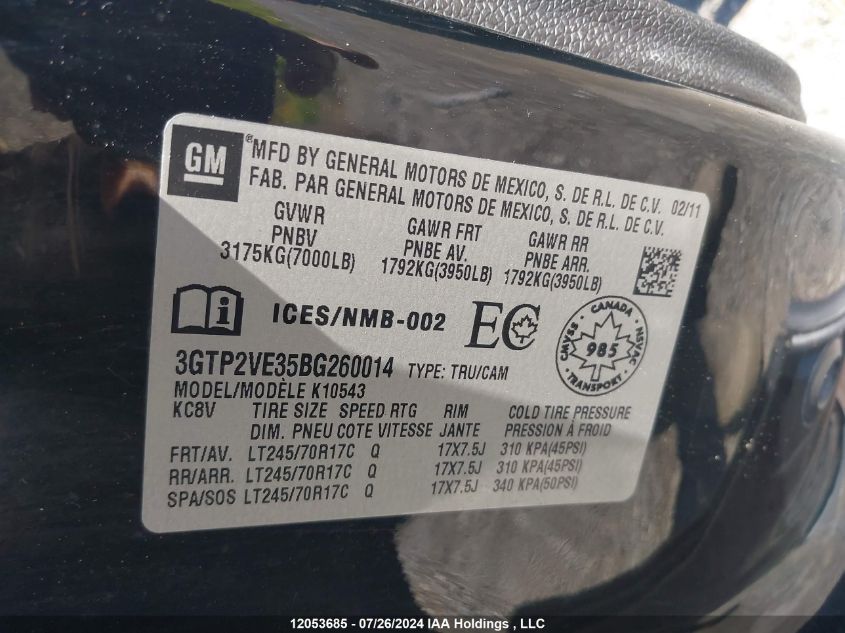 GM
®MFD BY GENERAL MOTORS DE MEXICO, S. DE R.L. DE C.V. 02/11
FAB. PAR GENERAL MOTORS DE MEXICO, S. DE R.L. DE C.V.
GVWR GAWR FRT GAWR RR
PNBV PNBE AV. PNBE ARR.
3175KG(7000LB) 1792KG(3950LB) 1792KG(3950LB)
i ICES/NMB-002 EC
CANADA
CMVSS 985 NSVAC
TRANSPORT
3GTP2VE35BG260014 TYPE: TRU/CAM
MODEL/MODÈLE K10543
KC8V TIRE SIZE SPEED RTG RIM COLD TIRE PRESSURE
DIM. PNEU COTE VITESSE JANTE PRESSION À FROID
FRT/AV. LT245/70R17C Q 17X7.5J 310 KPA(45PSI)
RR/ARR. LT245/70R17C Q 17X7.5J 310 KPA(45PSI)
SPA/SOS LT245/70R17C Q 17X7.5J 340 KPA(50PSI)
12053685 - 07/26/2024 IAA Holdings , LLC